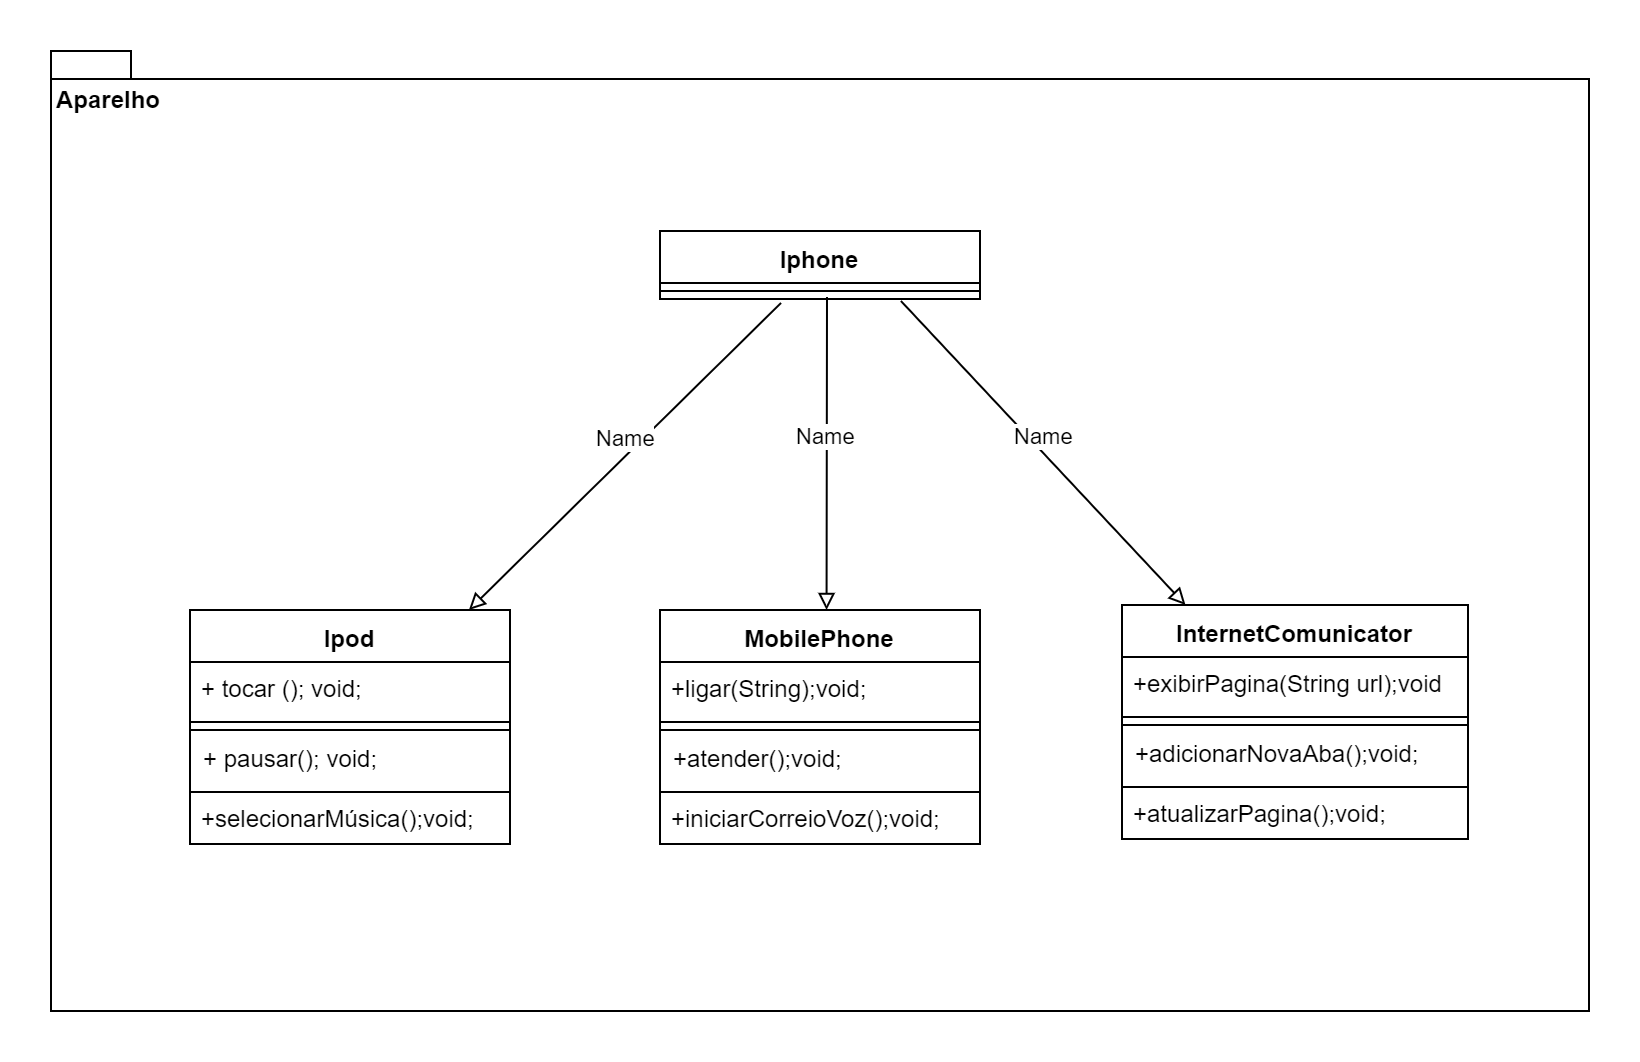 Aparelho
Iphone
Name
Name
Name
Ipod
+ tocar (); void;
+ pausar(); void;
+selecionarMúsica();void;
MobilePhone
+ligar(String);void;
+atender();void;
+iniciarCorreioVoz();void;
InternetComunicator
+exibirPagina(String url);void
+adicionarNovaAba();void;
+atualizarPagina();void;